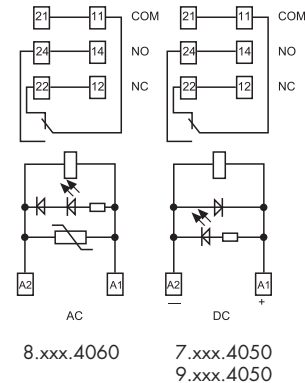 21 11 COM 21 11 COM
24 14 NO 24 14 NO
22 12 NC 22 12 NC
A2 A1 A2 A1
— +
AC DC
8.xxx.4060 7.xxx.4050
9.xxx.4050